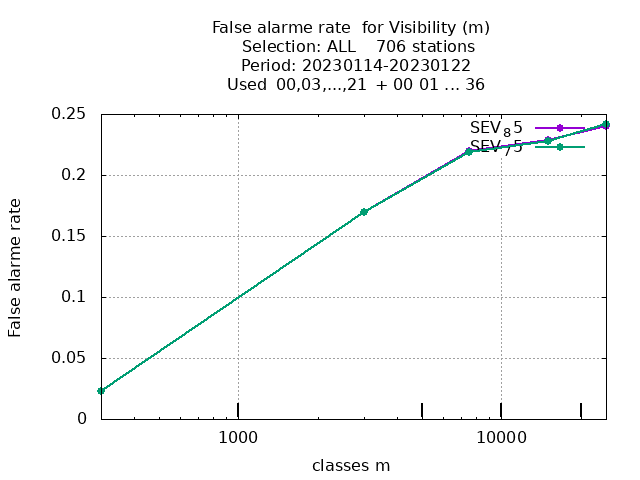 False alarme rate  for Visibility (m)
Selection: ALL    706 stations
Period: 20230114-20230122
Used  00,03,...,21  + 00 01 ... 36
SEV₈5
SEV₇5
0.25
0.2
0.15
0.1
0.05
0
False alarme rate
1000
10000
classes m